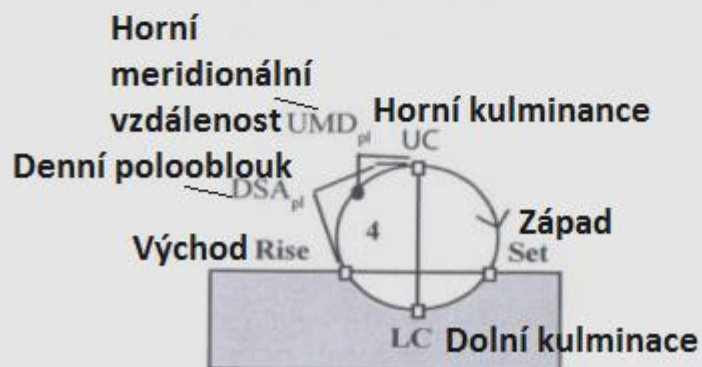 Horní
meridionální
vzdálenost UMDpl Horní kulminance
UC
Denní polooblouk
DSApl
4
Západ
Východ Rise
Set
LC Dolní kulminace